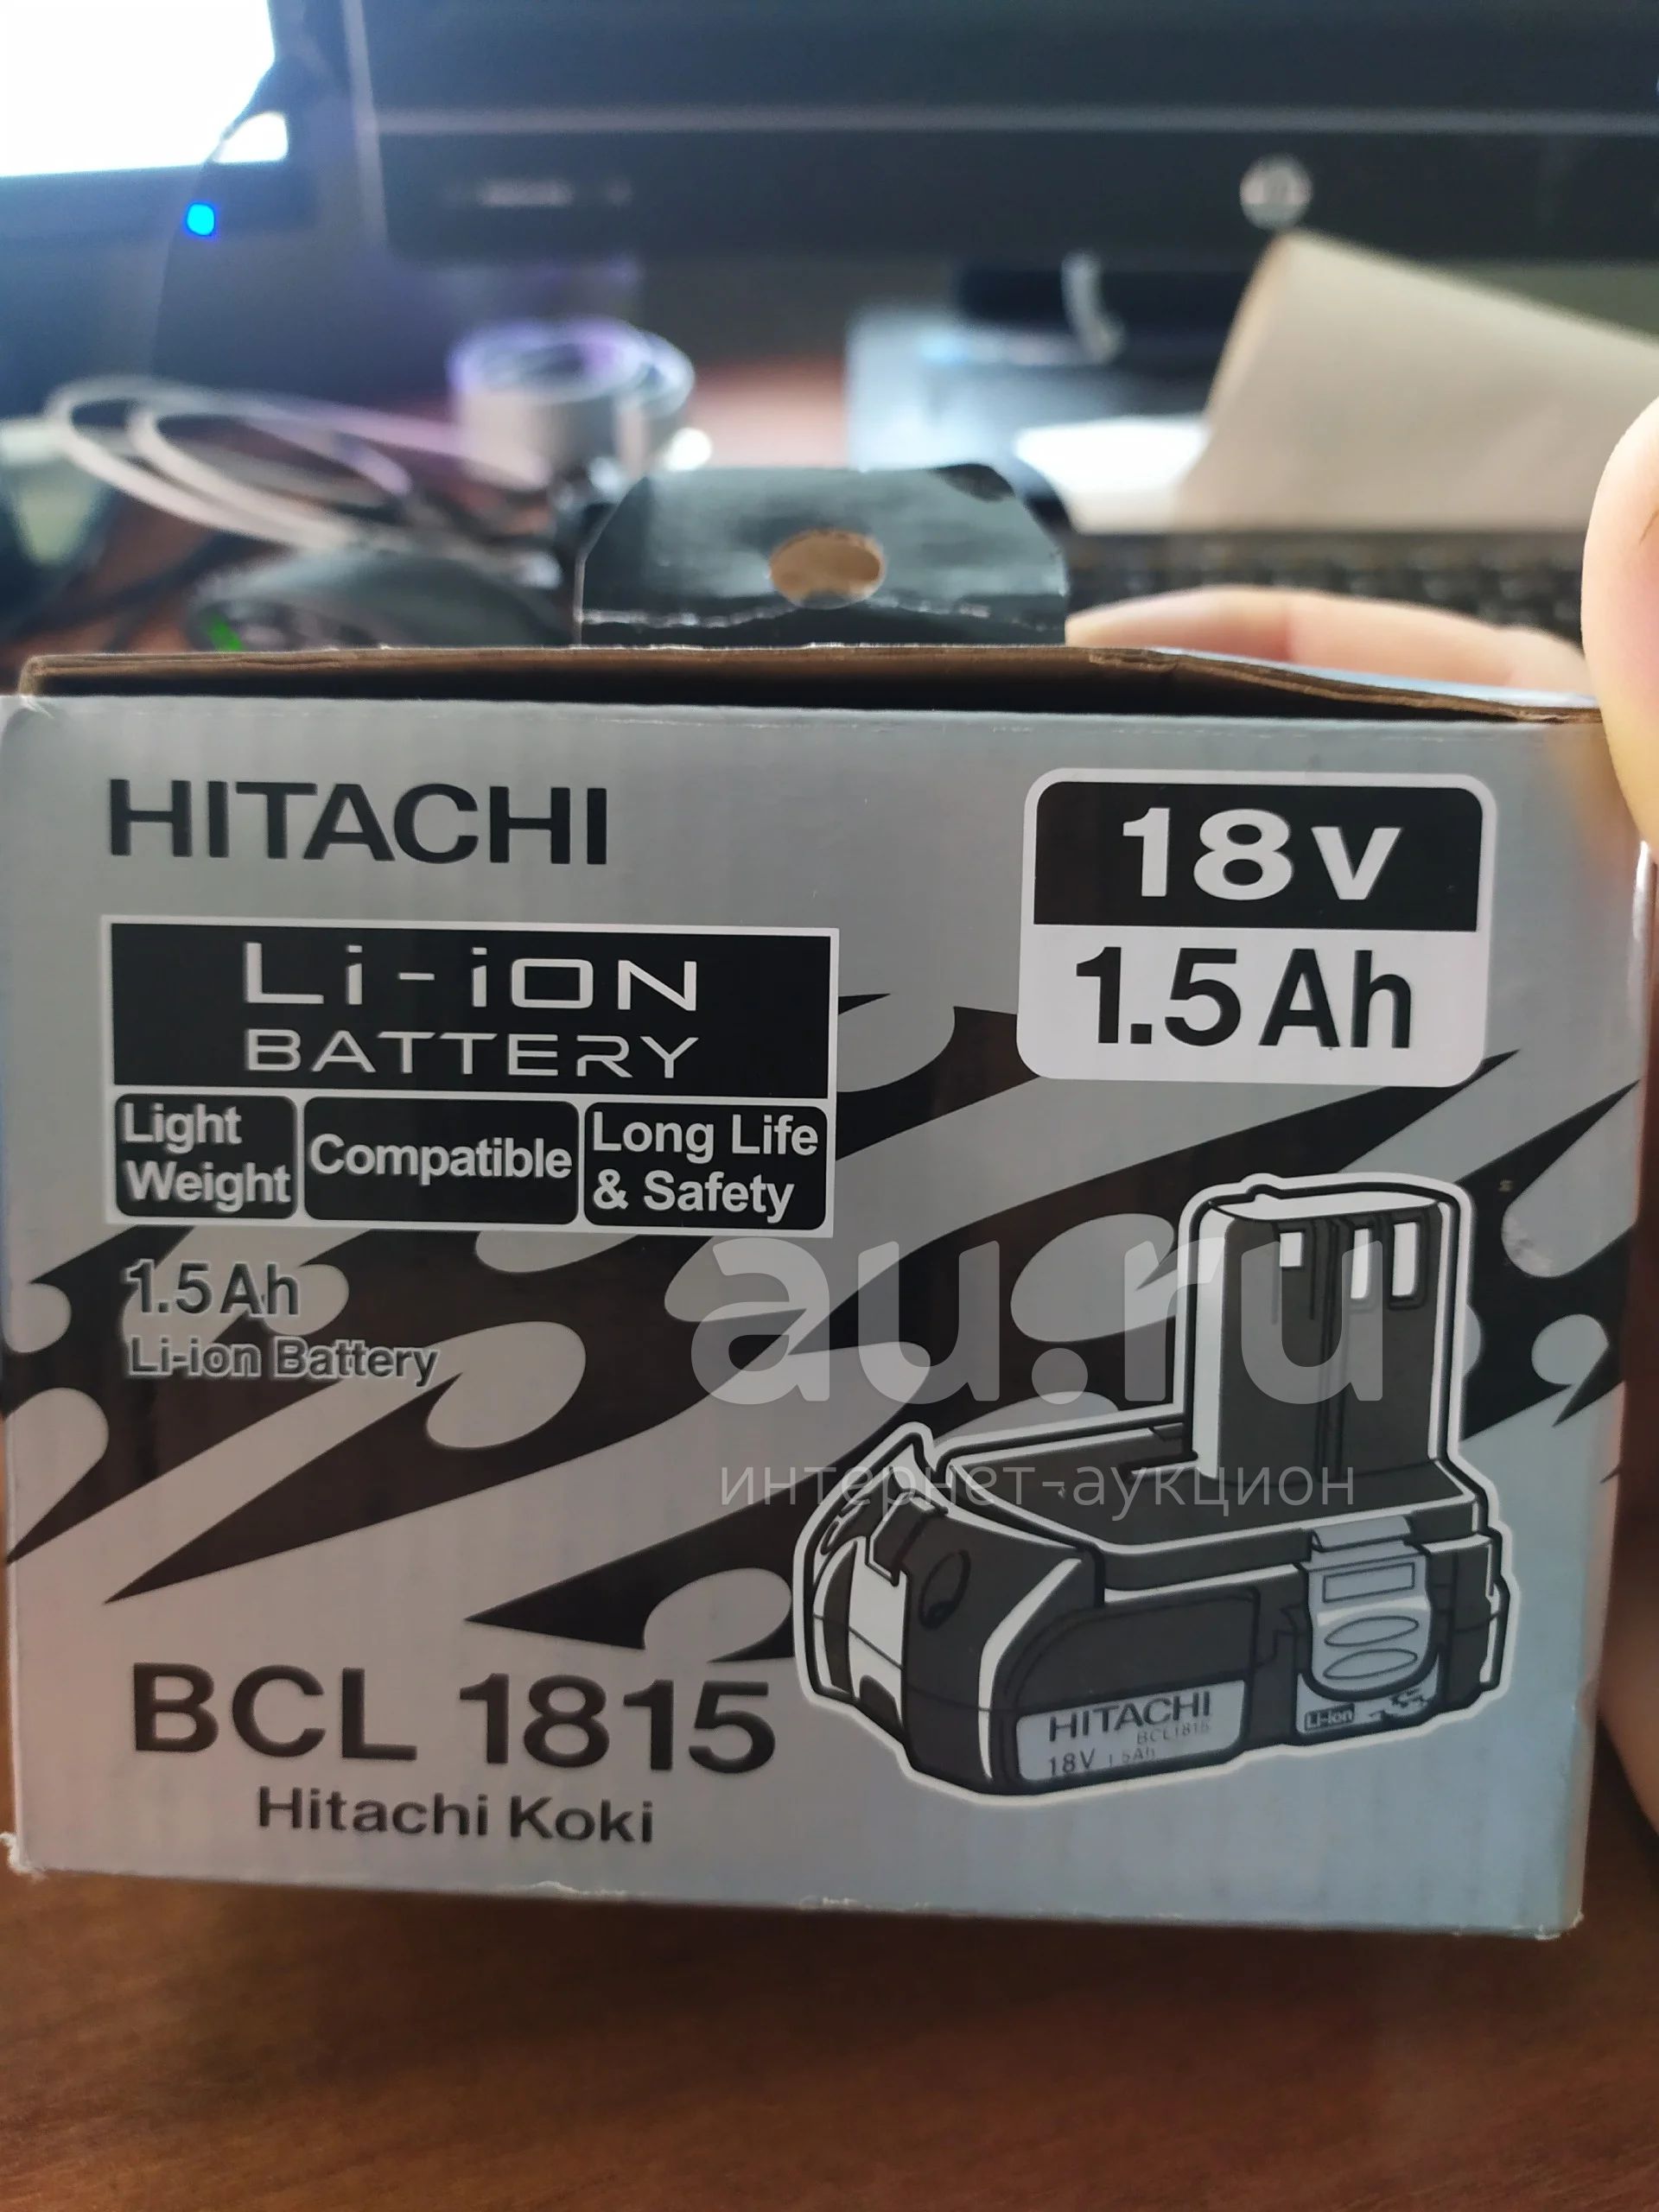 HITACHI
18V
1.5Ah
Li-ion
BATTERY
Light
Weight
Compatible
Long Life
& Safety
1.5Ah
Li-ion Battery
au.ru
интернет-аукцион
BCL 1815
Hitachi Koki
HITACHI
BCL1815
18V 1.5Ah
Li-ion